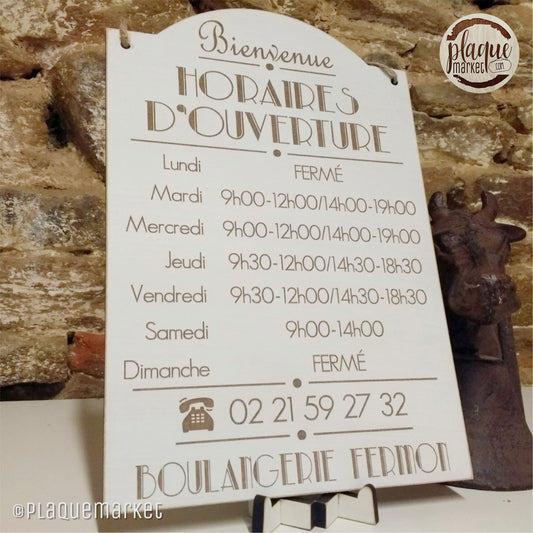 plaque
market .com
Bienvenue
HORAIRES
D'OUVERTURE
Lundi FERMÉ
Mardi 9h00-12h00/14h00-19h00
Mercredi 9h00-12h00/14h00-19h00
Jeudi 9h30-12h00/14h30-18h30
Vendredi 9h30-12h00/14h30-18h30
Samedi 9h00-14h00
Dimanche FERMÉ
02 21 59 27 32
BOULANGERIE FERMON
©PLAQUEMARKET